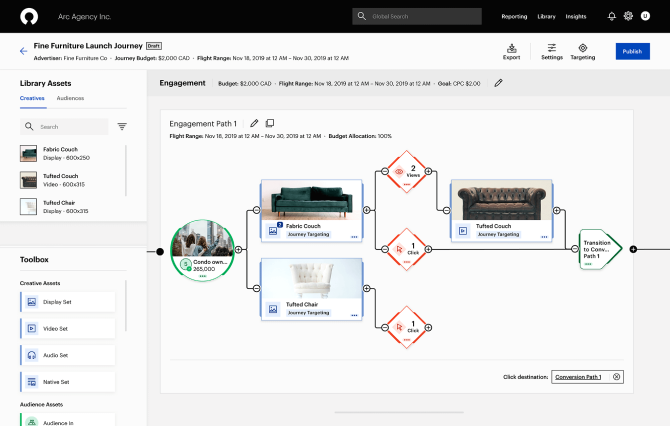 Arc Agency Inc.
Global Search
Reporting
Library
Insights
U
Fine Furniture Launch Journey
Draft
Advertiser: Fine Furniture Co · Journey Budget: $2,000 CAD · Flight Range: Nov 18, 2019 at 12 AM – Nov 30, 2019 at 12 AM
Export
Settings
Targeting
Publish
Library Assets
Creatives
Audiences
Search
Fabric Couch
Display · 600x250
Tufted Couch
Video · 600x315
Tufted Chair
Display · 600x315
Toolbox
Creative Assets
Display Set
Video Set
Audio Set
Native Set
Audience Assets
Audience In
Engagement
Budget: $2,000 CAD · Flight Range: Nov 18, 2019 at 12 AM – Nov 30, 2019 at 12 AM · Goal: CPC $2.00
Engagement Path 1
Flight Range: Nov 18, 2019 at 12 AM – Nov 30, 2019 at 12 AM · Budget Allocation: 100%
5
Condo own...
265,000
2
Fabric Couch
Journey Targeting
Tufted Chair
Journey Targeting
2
Views
1
Click
1
Click
Tufted Couch
Journey Targeting
Transition
to Conv...
Path 1
Click destination:
Conversion Path 1